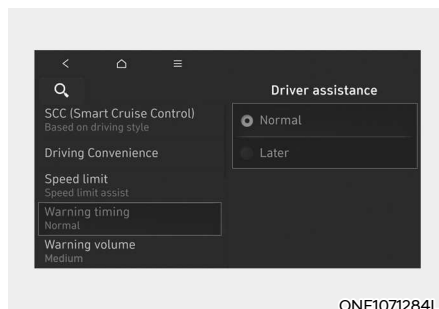 Driver assistance
SCC (Smart Cruise Control)
Based on driving style
Driving Convenience
Speed limit
Speed limit assist
Warning timing
Normal
Warning volume
Medium
Normal
Later
ONE1071284L